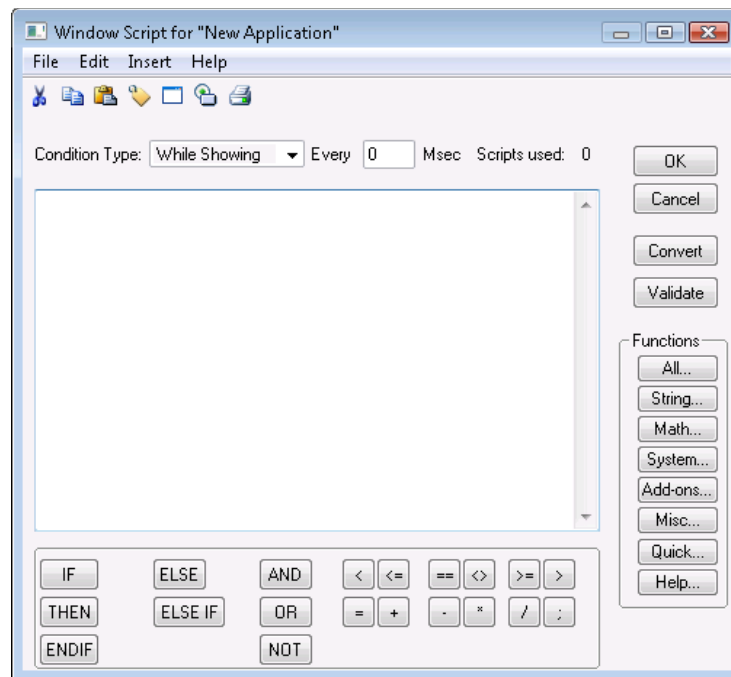 Window Script for "New Application"
File Edit Insert Help
Condition Type: While Showing Every 0 Msec Scripts used: 0
OK
Cancel
Convert
Validate
Functions
All...
String...
Math...
System...
Add-ons...
Misc...
Quick...
Help...
IF ELSE AND < <= == <> >= >
THEN ELSE IF OR = + - * / ;
ENDIF NOT